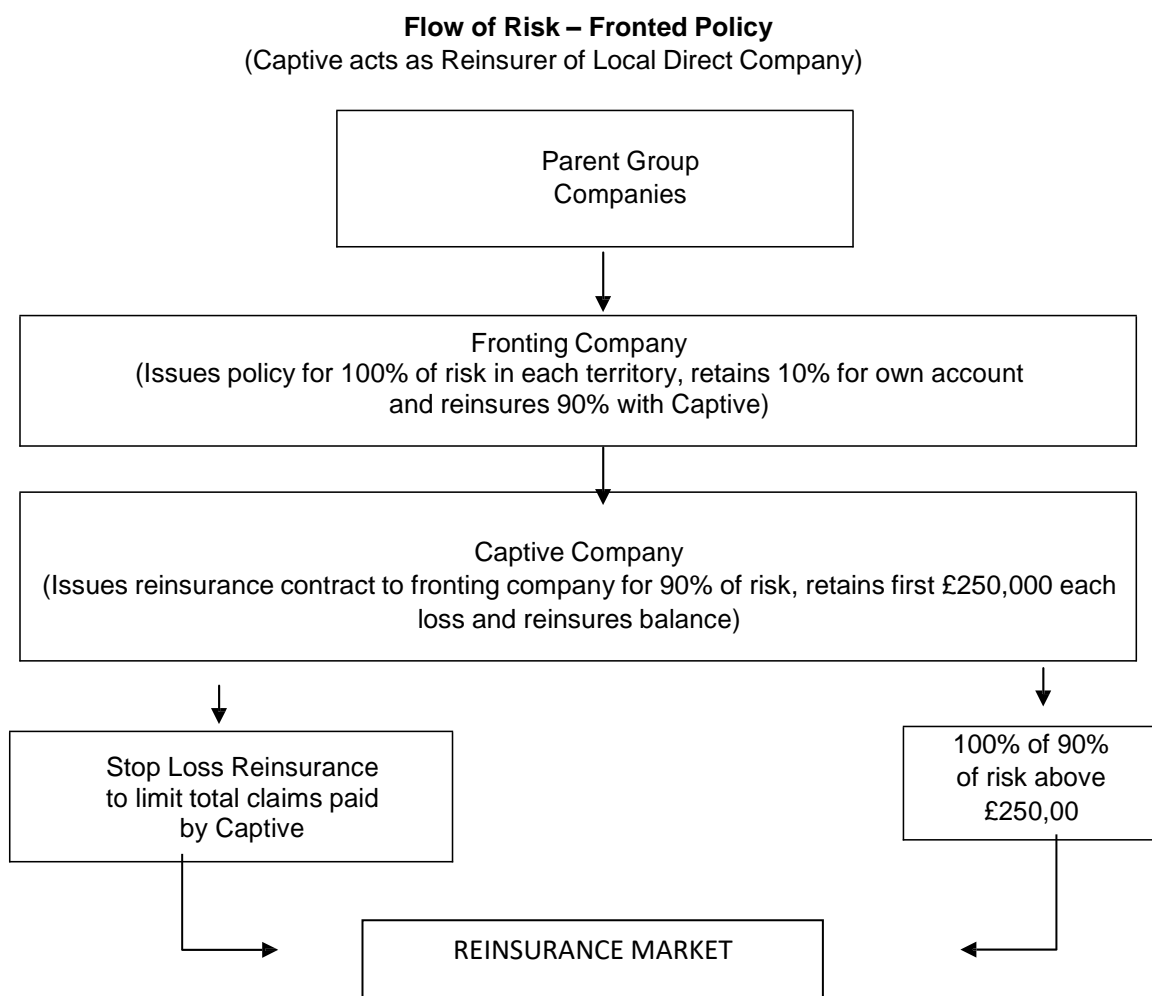 Flow of Risk – Fronted Policy
(Captive acts as Reinsurer of Local Direct Company)
Parent Group
Companies
Fronting Company
(Issues policy for 100% of risk in each territory, retains 10% for own account
and reinsures 90% with Captive)
Captive Company
(Issues reinsurance contract to fronting company for 90% of risk, retains first £250,000 each
loss and reinsures balance)
Stop Loss Reinsurance
to limit total claims paid
by Captive
100% of 90%
of risk above
£250,00
REINSURANCE MARKET